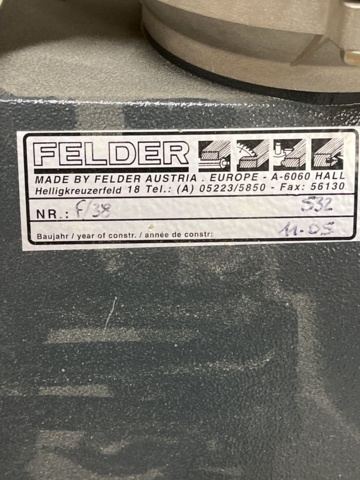 FELDER
MADE BY FELDER AUSTRIA . EUROPE - A-6060 HALL
Heiligkreuzerfeld 18 Tel.: (A) 05223/5850 - Fax: 56130
NR.: f/38 532
Baujahr / year of constr. / année de constr: 11-05